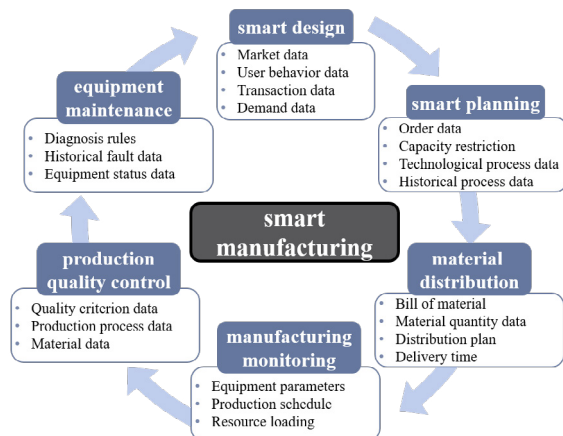 smart design
• Market data
• User behavior data
• Transaction data
• Demand data
smart planning
• Order data
• Capacity restriction
• Technological process data
• Historical process data
material
distribution
• Bill of material
• Material quantity data
• Distribution plan
• Delivery time
manufacturing
monitoring
• Equipment parameters
• Production schedule
• Resource loading
production
quality control
• Quality criterion data
• Production process data
• Material data
equipment
maintenance
• Diagnosis rules
• Historical fault data
• Equipment status data
smart
manufacturing